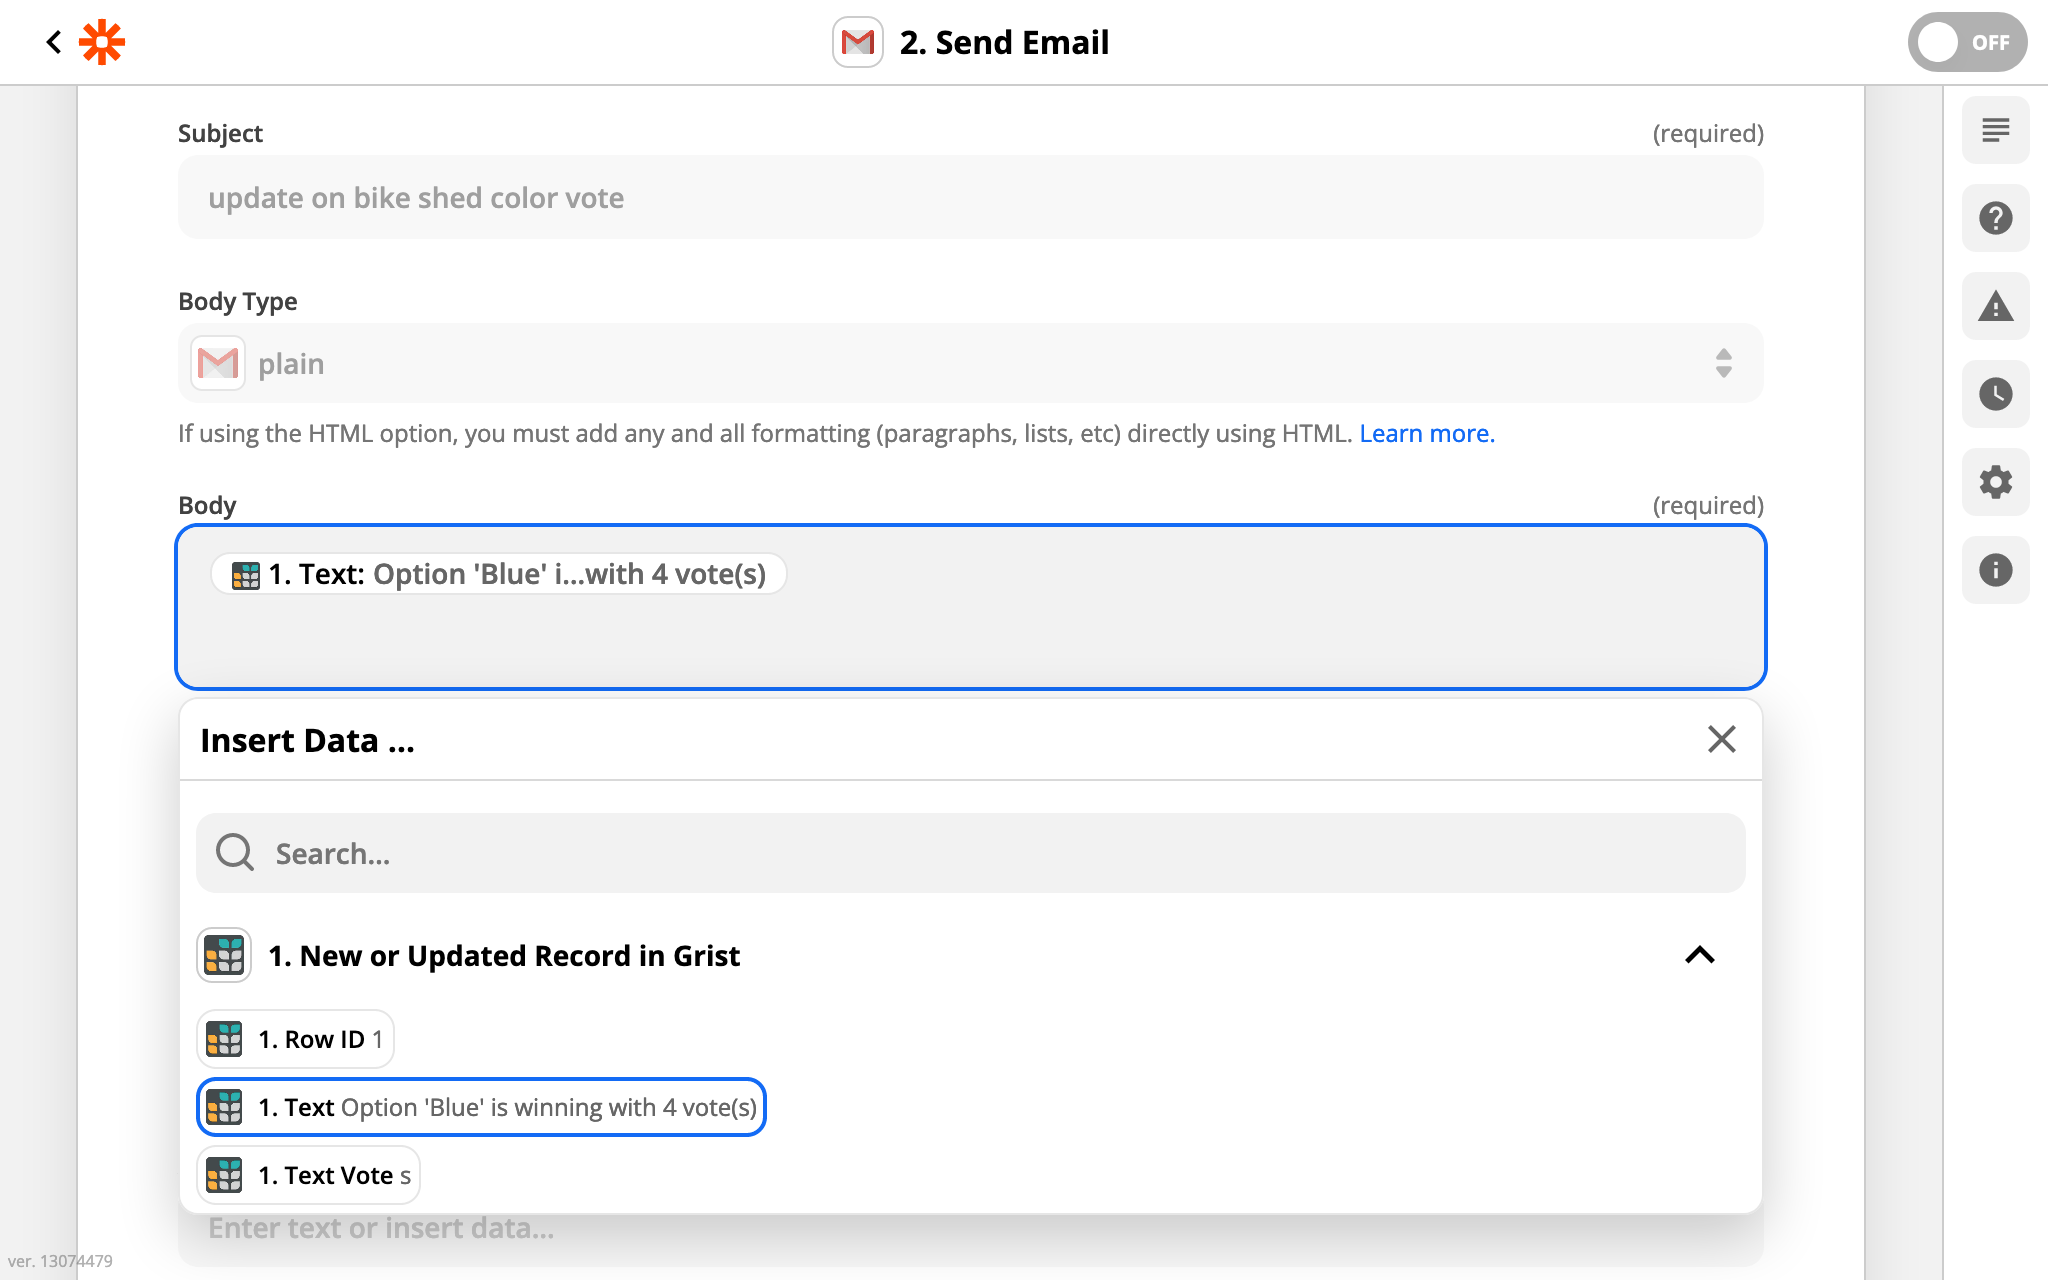 2. Send Email
OFF
Subject
(required)
update on bike shed color vote
Body Type
plain
If using the HTML option, you must add any and all formatting (paragraphs, lists, etc) directly using HTML. Learn more.
Body
(required)
1. Text: Option 'Blue' i...with 4 vote(s)
Insert Data ...
Search...
1. New or Updated Record in Grist
1. Row ID 1
1. Text Option 'Blue' is winning with 4 vote(s)
1. Text Vote s
Enter text or insert data...
ver. 13074479